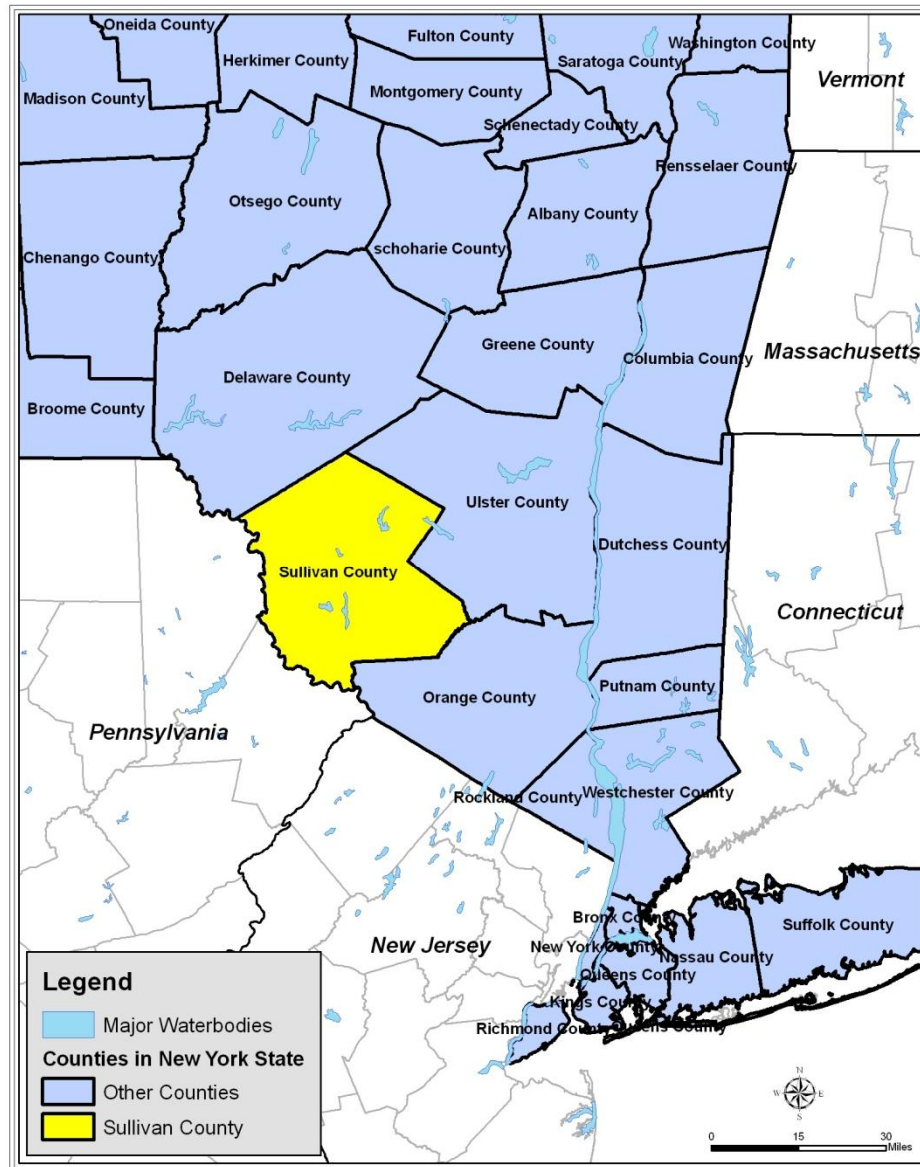 Oneida County
Fulton County
Washington County
Herkimer County
Saratoga County
Vermont
Madison County
Montgomery County
Schenectady County
Rensselaer County
Otsego County
Albany County
schoharie County
Chenango County
Greene County
Massachusetts
Columbia County
Delaware County
Broome County
Ulster County
Dutchess County
Sullivan County
Connecticut
Putnam County
Orange County
Pennsylvania
Rockland County
Westchester County
Bronx County
Suffolk County
New Jersey
New York County
Nassau County
Queens County
Kings County
Richmond County
Queens County
Legend
Major Waterbodies
Counties in New York State
Other Counties
Sullivan County
N
W
E
S
0
15
30
Miles